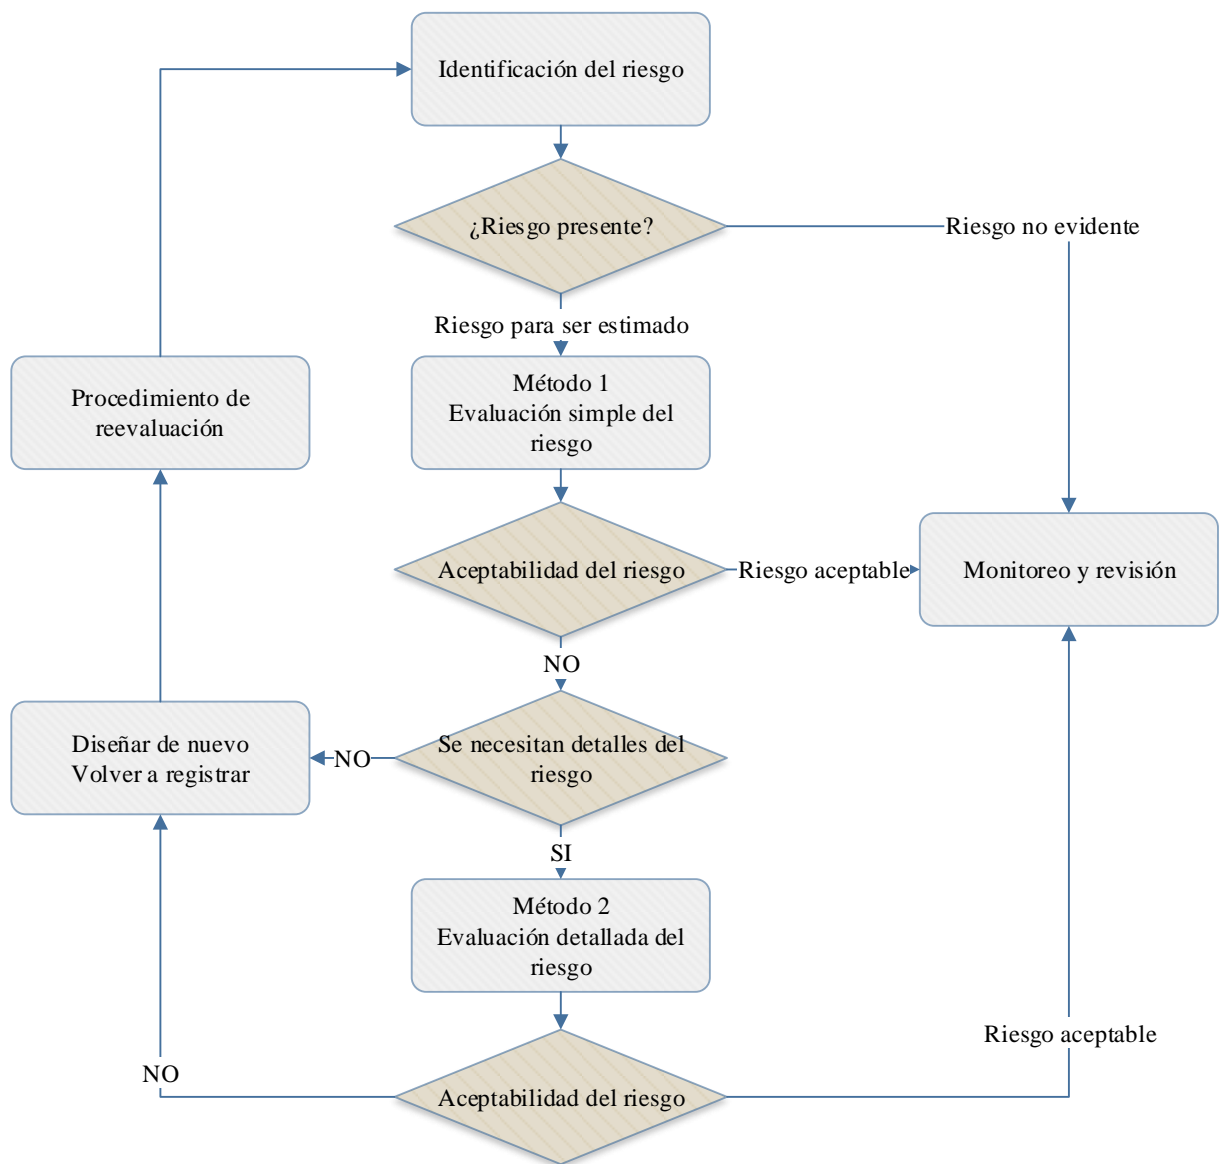 Identificación del riesgo
¿Riesgo presente?
Riesgo no evidente
Riesgo para ser estimado
Procedimiento de
reevaluación
Método 1
Evaluación simple del
riesgo
Aceptabilidad del riesgo
Riesgo aceptable
Monitoreo y revisión
NO
Diseñar de nuevo
Volver a registrar
NO
Se necesitan detalles del
riesgo
SI
Método 2
Evaluación detallada del
riesgo
Riesgo aceptable
NO
Aceptabilidad del riesgo